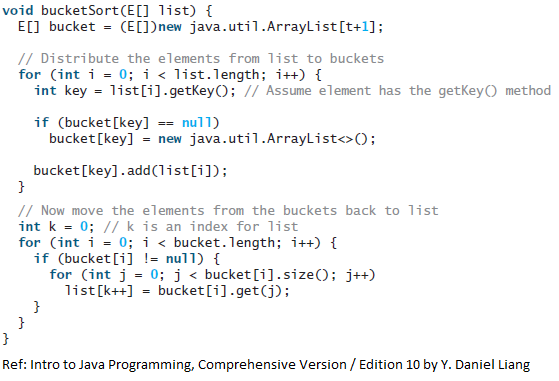 void bucketSort(E[] list) {
  E[] bucket = (E[])new java.util.ArrayList[t+1];

  // Distribute the elements from list to buckets
  for (int i = 0; i < list.length; i++) {
    int key = list[i].getKey(); // Assume element has the getKey() method

    if (bucket[key] == null)
      bucket[key] = new java.util.ArrayList<>();

    bucket[key].add(list[i]);
  }
  // Now move the elements from the buckets back to list
  int k = 0; // k is an index for list
  for (int i = 0; i < bucket.length; i++) {
    if (bucket[i] != null) {
      for (int j = 0; j < bucket[i].size(); j++)
        list[k++] = bucket[i].get(j);
    }
  }
}
Ref: Intro to Java Programming, Comprehensive Version / Edition 10 by Y. Daniel Liang